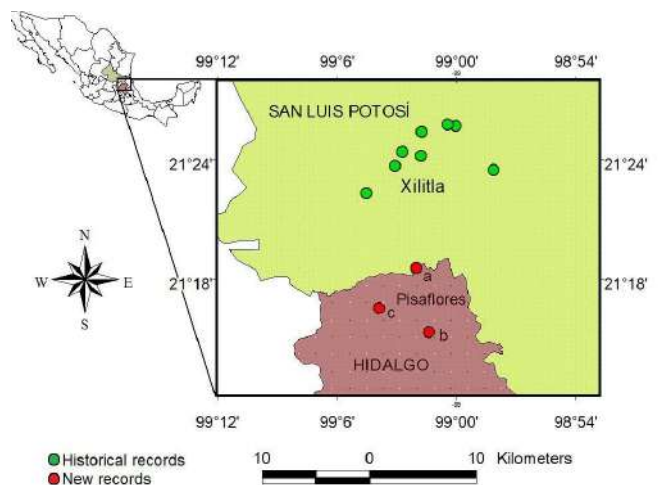 99°12' 99°6' 99°00' 98°54'
SAN LUIS POTOSÍ
21°24' 21°24'
Xilitla
N
W E
S
a
21°18' 21°18'
Pisaflores
c
b
HIDALGO
99°12' 99°6' 99°00' 98°54'
Historical records
New records
10 0 10 Kilometers